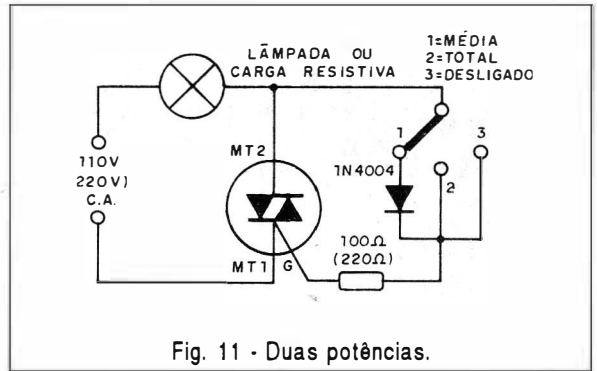 LÂMPADA OU
CARGA RESISTIVA
1=MÉDIA
2=TOTAL
3=DESLIGADO
110V
220V)
C.A.
MT2
1
3
1N4004
2
100Ω
(220Ω)
MT1
G
Fig. 11 - Duas potências.